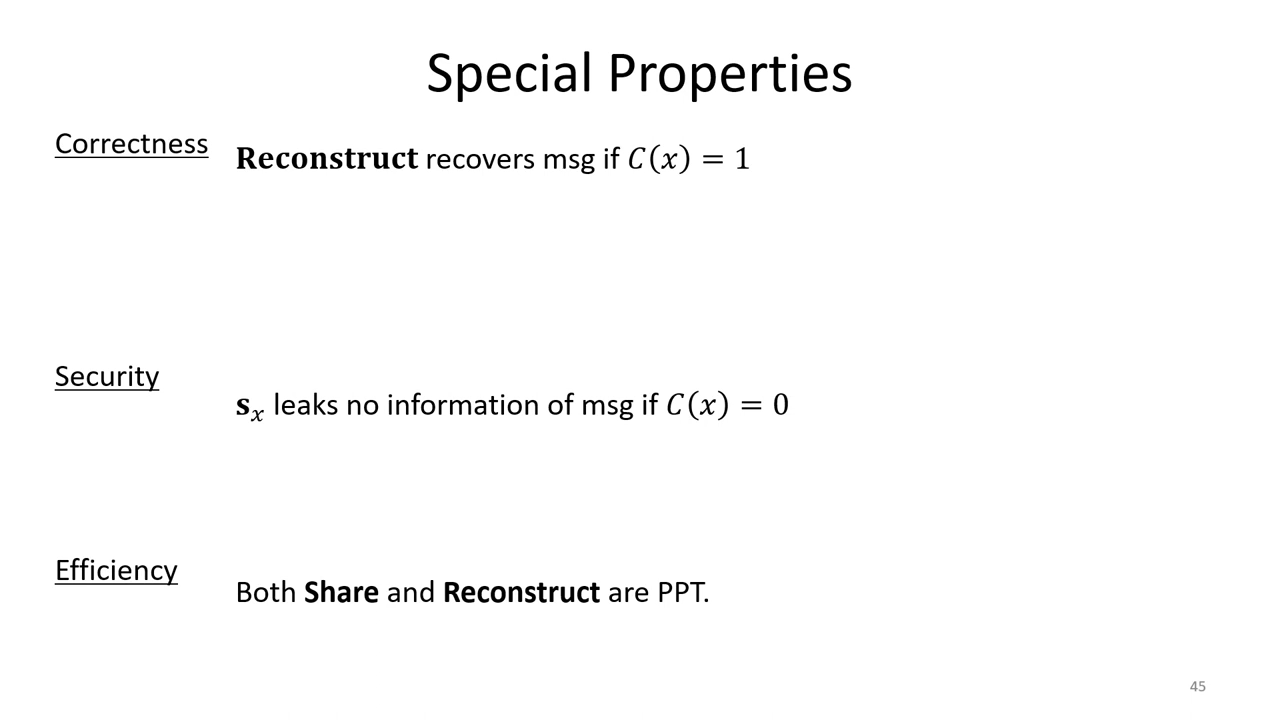 Special Properties
Correctness
Reconstruct recovers msg if C(x) = 1
Security
sₓ leaks no information of msg if C(x) = 0
Efficiency
Both Share and Reconstruct are PPT.
45